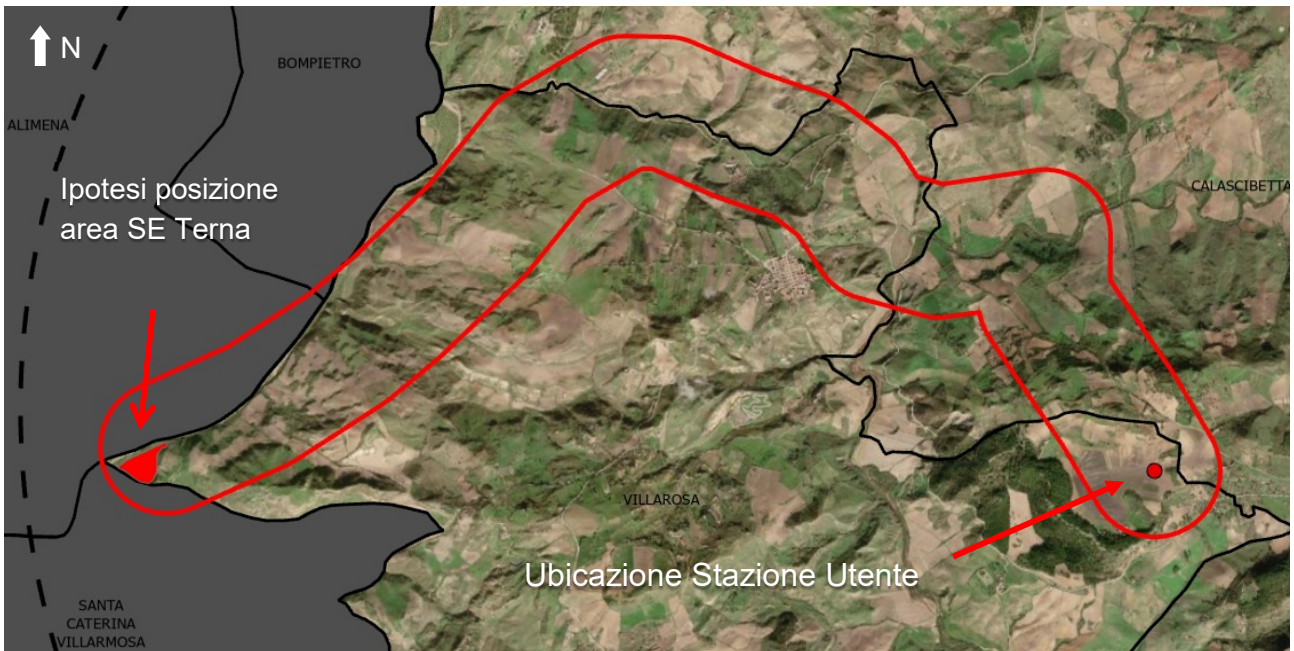 N
BOMPIETRO
ALIMENA
Ipotesi posizione
area SE Terna
CALASCIBETTA
VILLAROSA
Ubicazione Stazione Utente
SANTA
CATERINA
VILLARMOSA